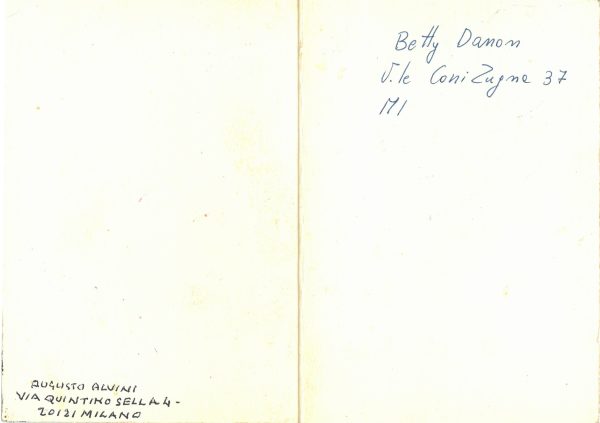 Betty Danon
V.le Coni Zugna 37
MI
AUGUSTO ALVINI
VIA QUINTINO SELLA 4 -
20121 MILANO